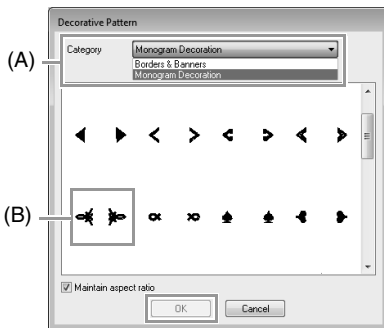 Decorative Pattern
(A)
Category Monogram Decoration
Borders & Banners
Monogram Decoration
(B)
Maintain aspect ratio
OK Cancel